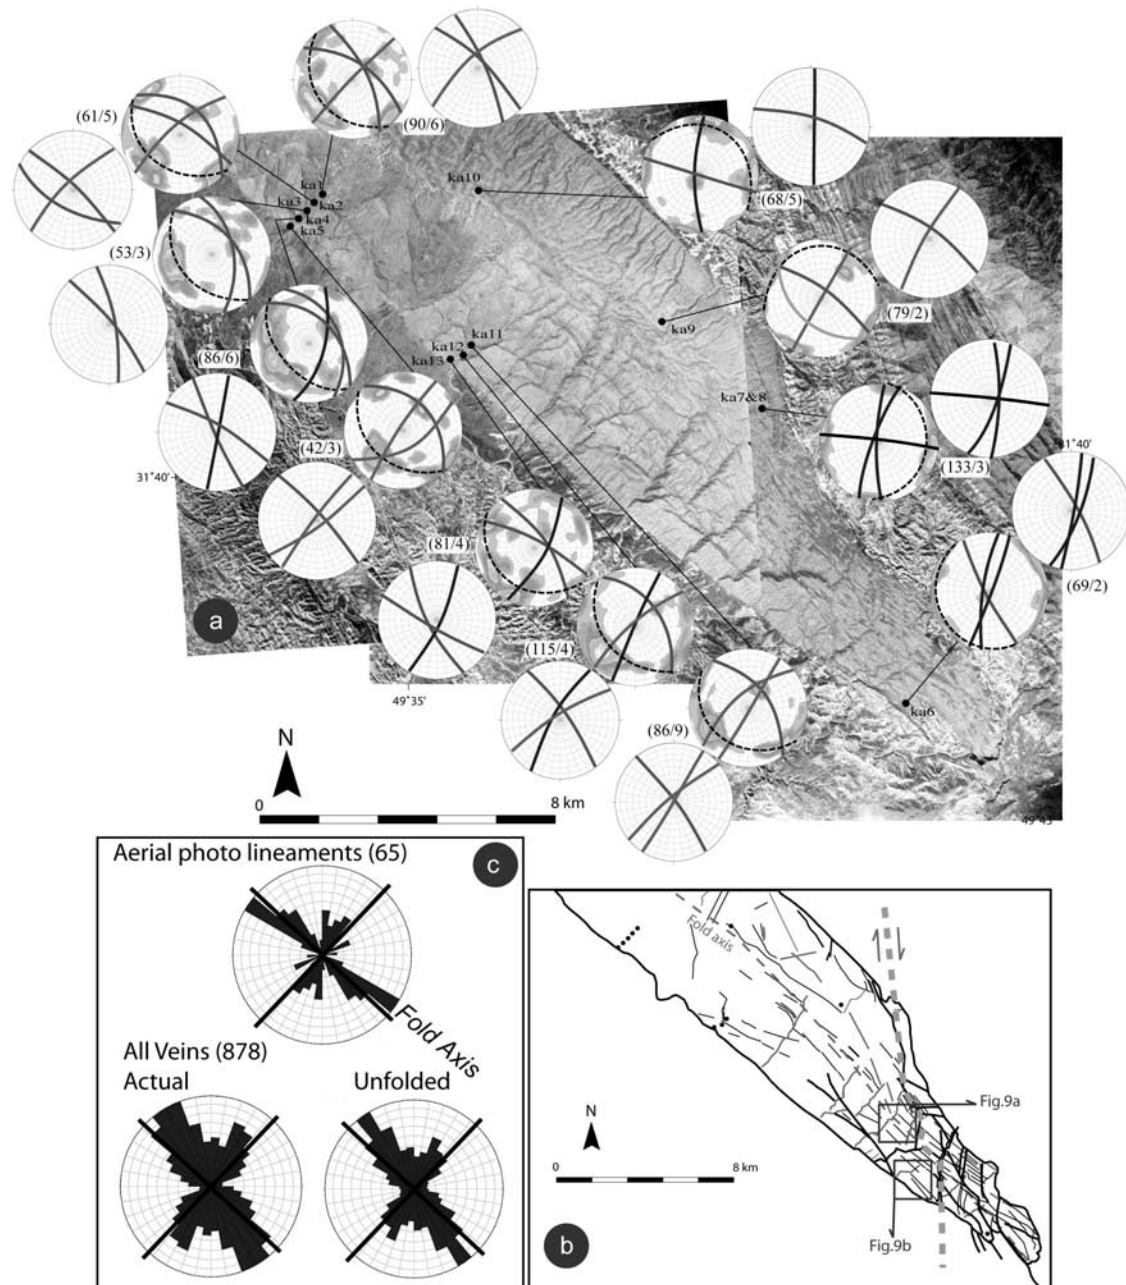 (61/5)
(90/6)
ka10
(68/5)
ka1
ka3
ka2
ka4
ka5
(53/3)
(79/2)
ka9
ka11
ka12
ka13
(86/6)
ka7&8
(133/3)
31°40'
31°40'
(42/3)
(69/2)
(81/4)
a
(115/4)
49°35'
(86/9)
ka6
N
0
8 km
49°45'
Aerial photo lineaments (65)
c
Fold Axis
All Veins (878)
Actual
Unfolded
Fold axis
Fig.9a
N
0
8 km
Fig.9b
b